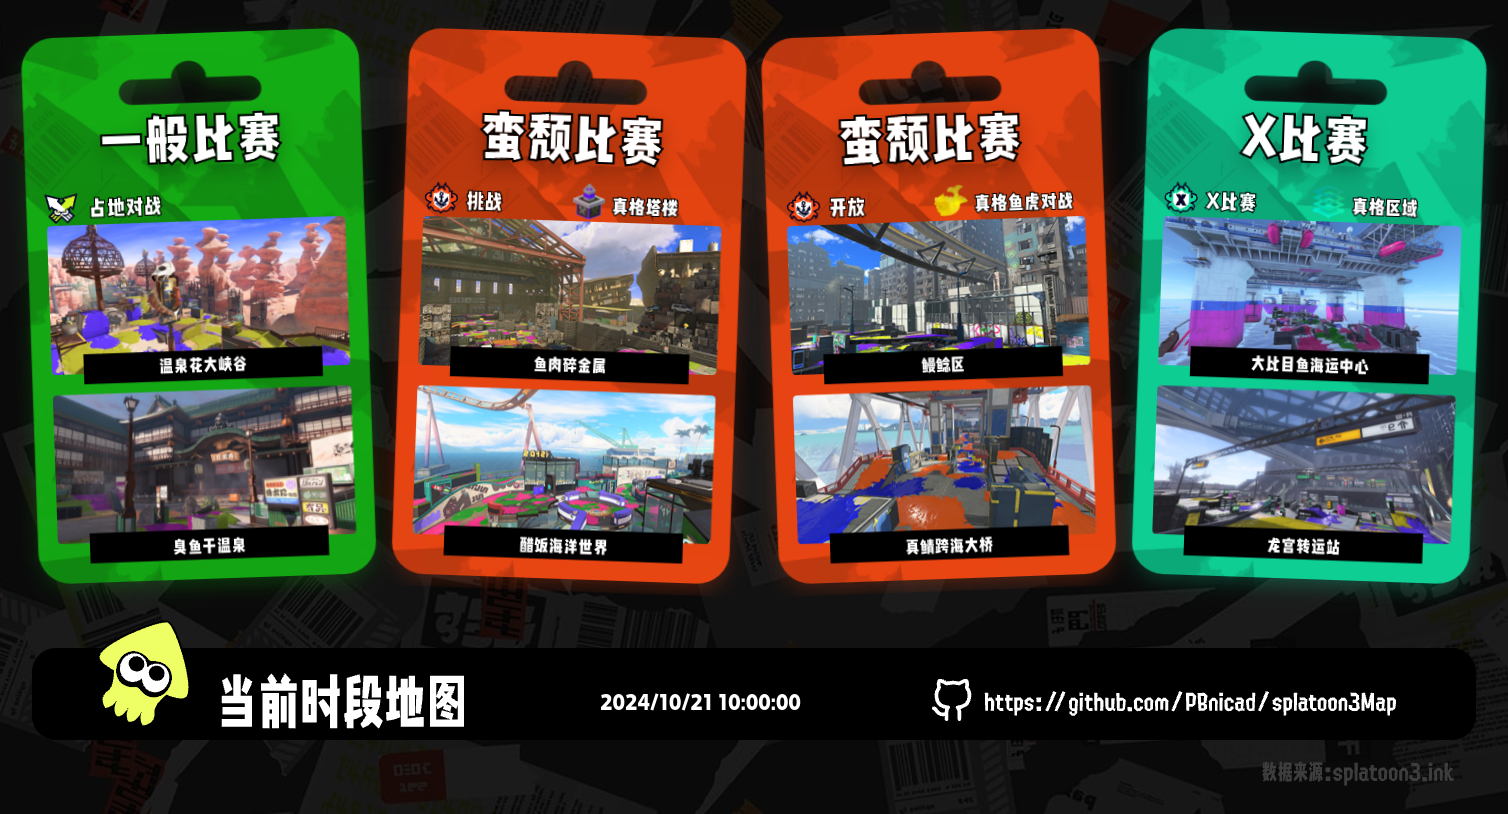 一般比赛
占地对战
温泉花大峡谷
臭鱼干温泉
蛮颓比赛
挑战
真格塔楼
鱼肉碎金属
醋饭海洋世界
蛮颓比赛
开放
真格鱼虎对战
鳗鲶区
真鲭跨海大桥
X比赛
X比赛
真格区域
大比目鱼海运中心
龙宫转运站
当前时段地图
2024/10/21 10:00:00
https://github.com/PBnicad/splatoon3Map
数据来源:splatoon3.ink